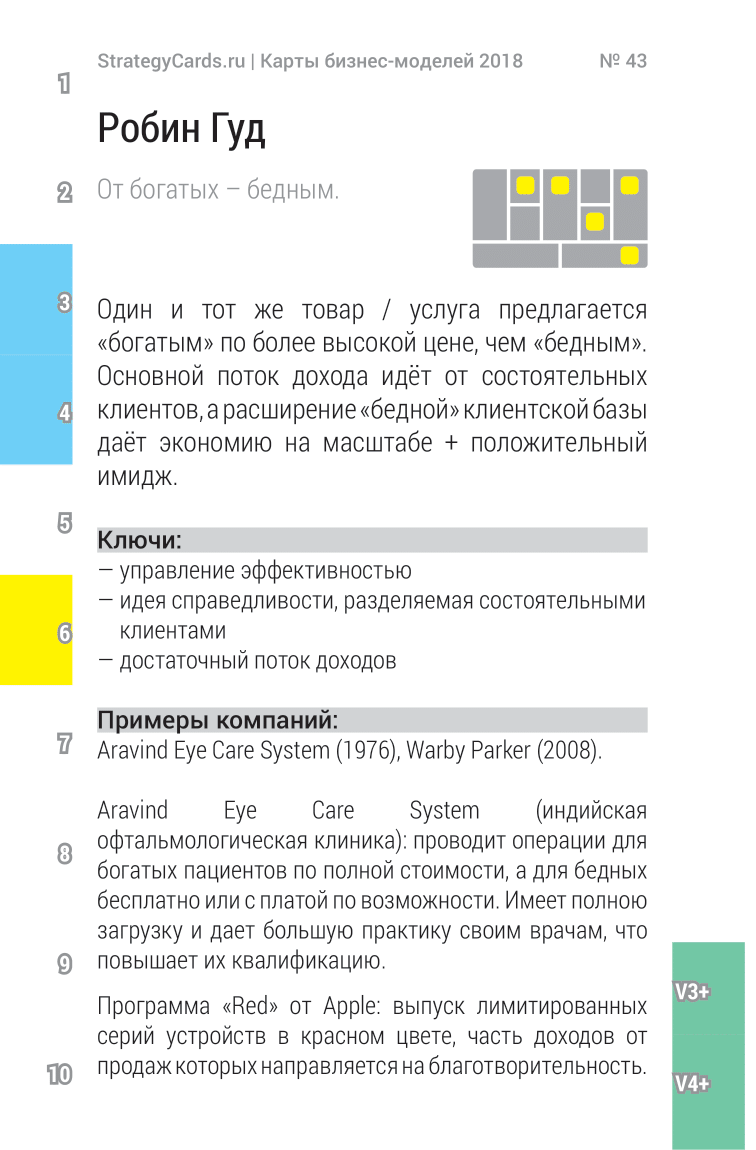 StrategyCards.ru | Карты бизнес-моделей 2018 № 43
1
Робин Гуд
2
От богатых – бедным.
3
Один и тот же товар / услуга предлагается
«богатым» по более высокой цене, чем «бедным».
Основной поток дохода идёт от состоятельных
4
клиентов, а расширение «бедной» клиентской базы
даёт экономию на масштабе + положительный
имидж.
5
Ключи:
— управление эффективностью
— идея справедливости, разделяемая состоятельными
6
клиентами
— достаточный поток доходов
Примеры компаний:
7
Aravind Eye Care System (1976), Warby Parker (2008).
Aravind Eye Care System (индийская
офтальмологическая клиника): проводит операции для
8
богатых пациентов по полной стоимости, а для бедных
бесплатно или с платой по возможности. Имеет полною
загрузку и дает большую практику своим врачам, что
9
повышает их квалификацию.
V3+
Программа «Red» от Apple: выпуск лимитированных
серий устройств в красном цвете, часть доходов от
продаж которых направляется на благотворительность.
10
V4+